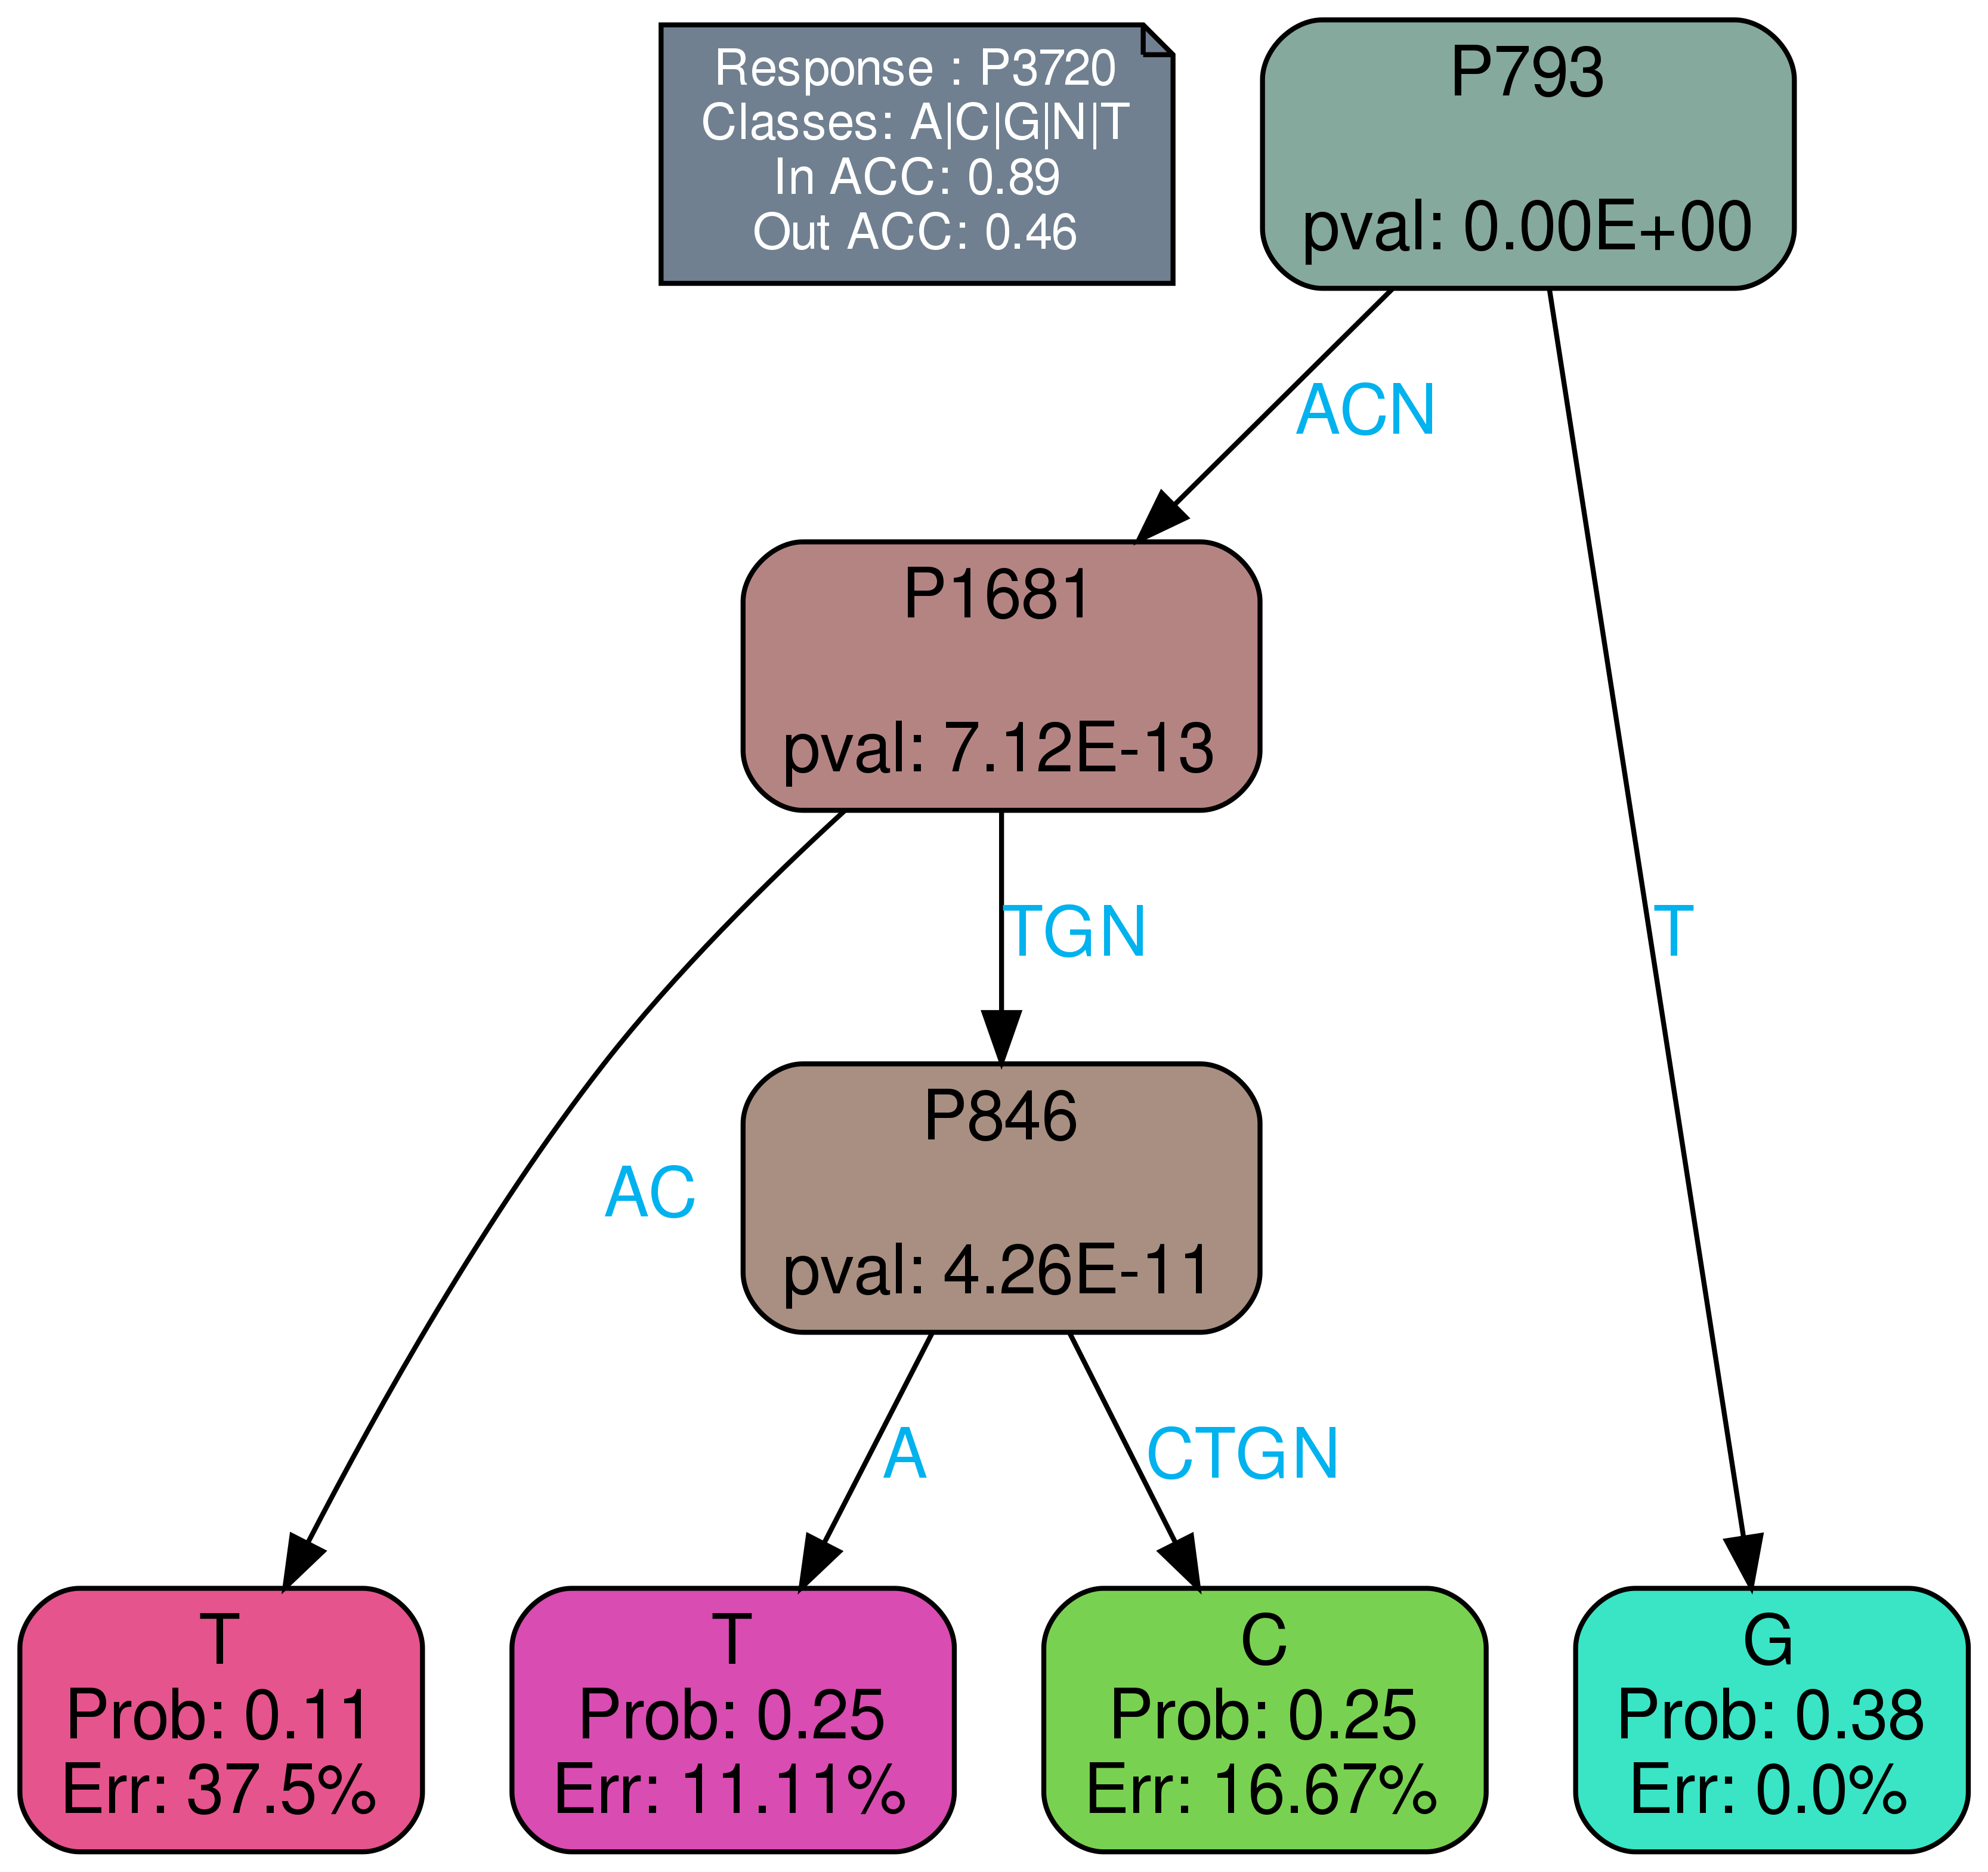 Response : P3720
Classes: A|C|G|N|T
In ACC: 0.89
Out ACC: 0.46
P793
pval: 0.00E+00
ACN
P1681
pval: 7.12E-13
TGN
T
AC
P846
pval: 4.26E-11
A
CTGN
T
Prob: 0.11
Err: 37.5%
T
Prob: 0.25
Err: 11.11%
C
Prob: 0.25
Err: 16.67%
G
Prob: 0.38
Err: 0.0%